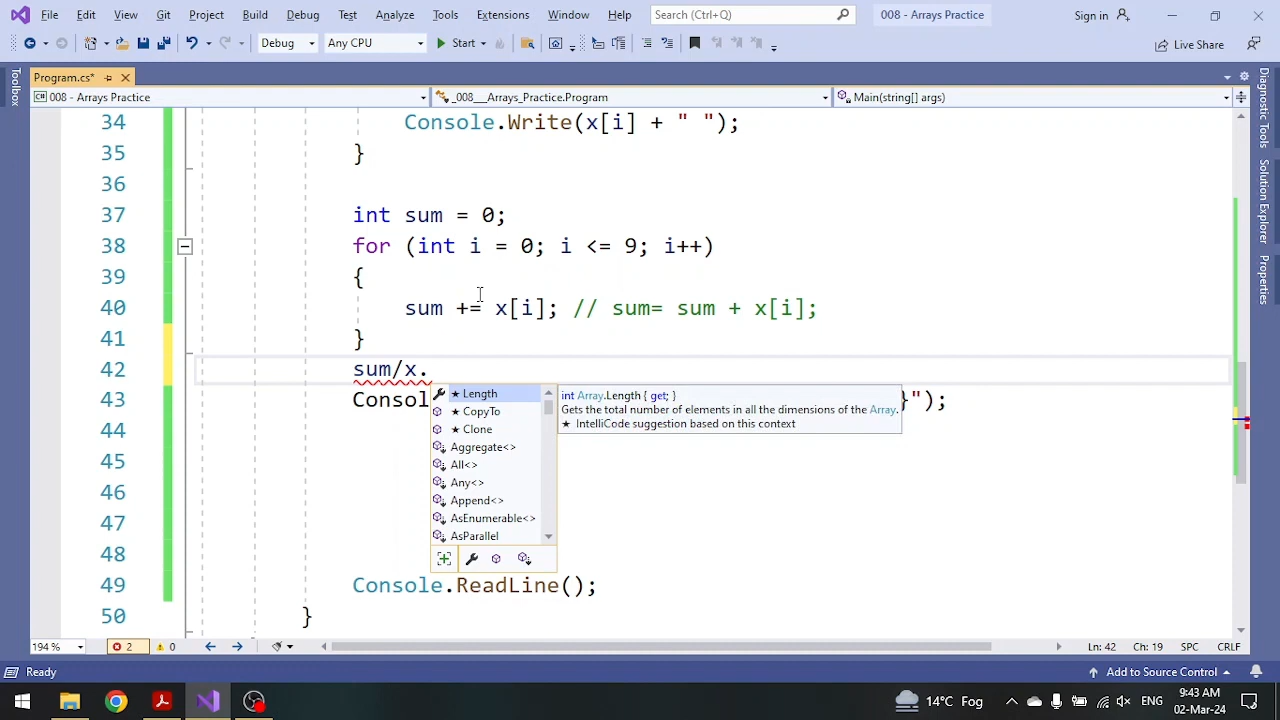 File Edit View Git Project Build Debug Test Analyze Tools Extensions Window Help Search (Ctrl+Q) 008 - Arrays Practice Sign in
Debug Any CPU Start Live Share
Toolbox
Program.cs*
008 - Arrays Practice _008___Arrays_Practice.Program Main(string[] args)
34 Console.Write(x[i] + " ");
35 }
36
37 int sum = 0;
38 for (int i = 0; i <= 9; i++)
39 {
40 sum += x[i]; // sum= sum + x[i];
41 }
42 sum/x.
43 Consol }");
44
45
46
47
48
49 Console.ReadLine();
50 }
★ Length
★ CopyTo
★ Clone
Aggregate<>
All<>
Any<>
Append<>
AsEnumerable<>
AsParallel
int Array.Length { get; }
Gets the total number of elements in all the dimensions of the Array.
★ IntelliCode suggestion based on this context
Diagnostic Tools
Solution Explorer
Properties
194 % 2 0 Ln: 42 Ch: 19 SPC CRLF
Ready Add to Source Control
14°C Fog ENG 9:43 AM
02-Mar-24